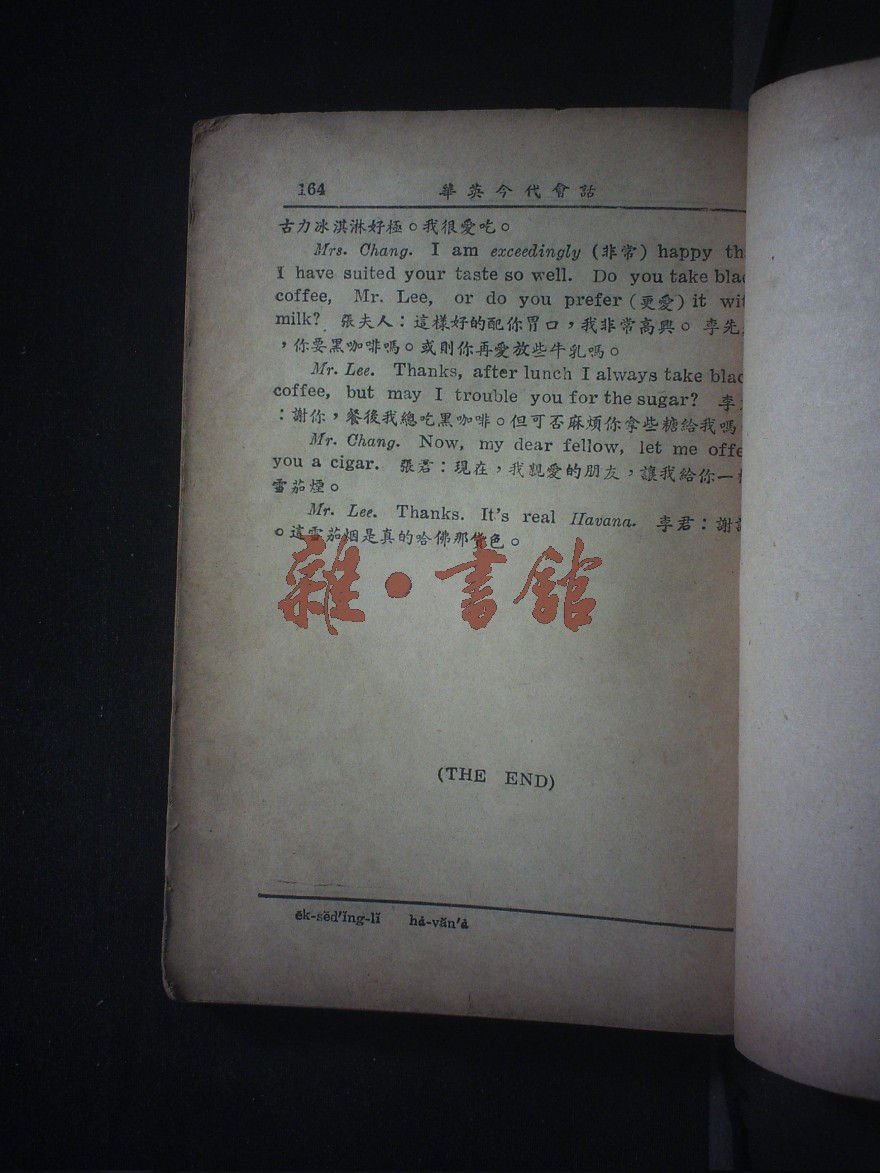 164 華英今代會話
古力冰淇淋好極。我很愛吃。
Mrs. Chang. I am exceedingly (非常) happy th
I have suited your taste so well. Do you take blac
coffee, Mr. Lee, or do you prefer (更愛) it wit
milk? 張夫人：這樣好的配你胃口，我非常高興。李先
，你要黑咖啡嗎。或則你再愛放些牛乳嗎。
Mr. Lee. Thanks, after lunch I always take blac
coffee, but may I trouble you for the sugar? 李
：謝你，餐後我總吃黑咖啡。但可否麻煩你拿些糖給我嗎
Mr. Chang. Now, my dear fellow, let me offe
you a cigar. 張君：現在，我親愛的朋友，讓我給你一
雪茄煙。
Mr. Lee. Thanks. It's real Havana. 李君：謝
。這雪茄烟是真的哈佛那貨色。
雜·書館
(THE END)
ĕk-sēd'ĭng-lĭ há-văn'á